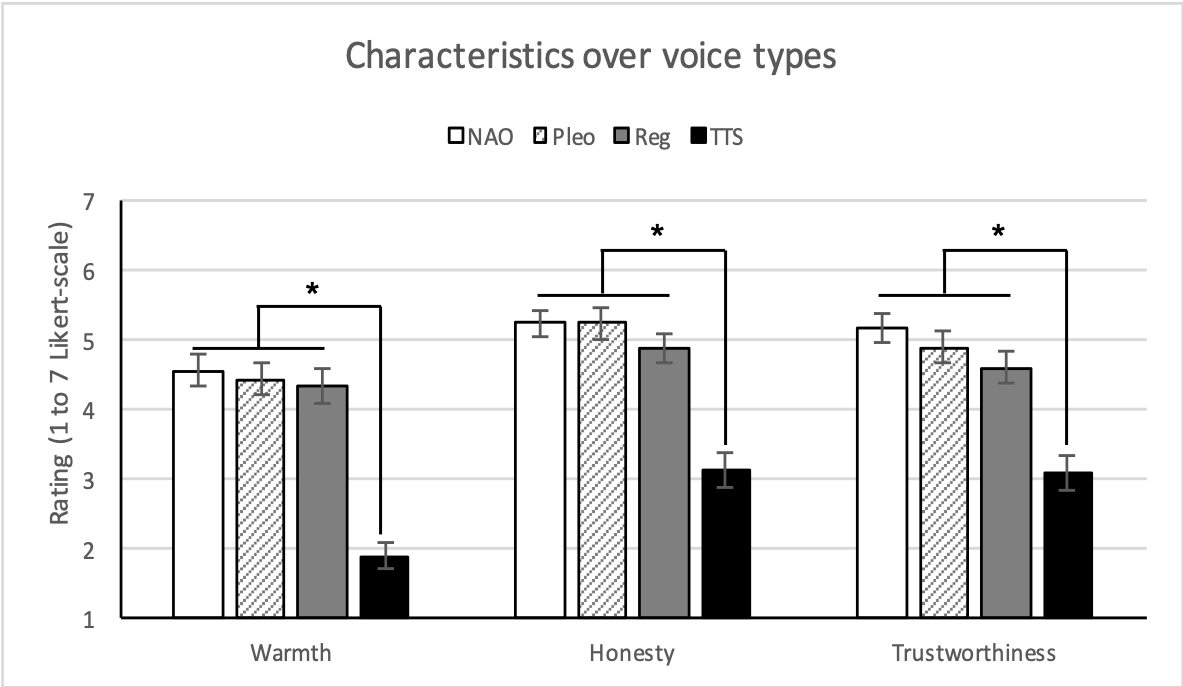 Characteristics over voice types
NAO Pleo Reg TTS
Rating (1 to 7 Likert-scale)
7
6
5
4
3
2
1
*
*
*
Warmth Honesty Trustworthiness